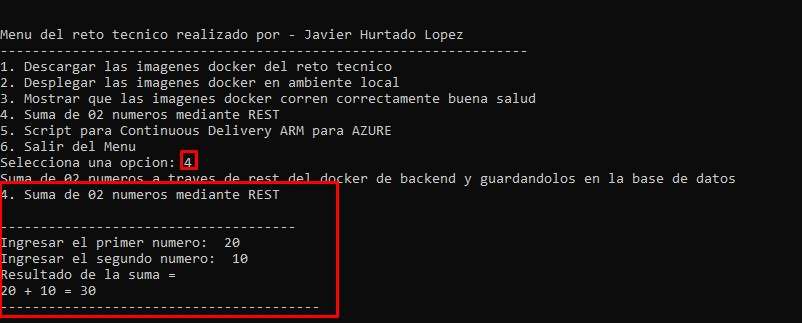 Menu del reto tecnico realizado por - Javier Hurtado Lopez
------------------------------------------------------------------
1. Descargar las imagenes docker del reto tecnico
2. Desplegar las imagenes docker en ambiente local
3. Mostrar que las imagenes docker corren correctamente buena salud
4. Suma de 02 numeros mediante REST
5. Script para Continuous Delivery ARM para AZURE
6. Salir del Menu
Selecciona una opcion: 4
Suma de 02 numeros a traves de rest del docker de backend y guardandolos en la base de datos
4. Suma de 02 numeros mediante REST
-------------------------------------
Ingresar el primer numero:  20
Ingresar el segundo numero:  10
Resultado de la suma =
20 + 10 = 30
----------------------------------------